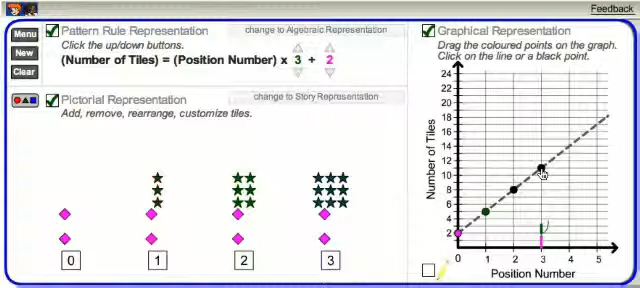 Feedback
Menu
New
Clear
Pattern Rule Representation
change to Algebraic Representation
Click the up/down buttons.
(Number of Tiles) = (Position Number) x 3 + 2
Pictorial Representation
change to Story Representation
Add, remove, rearrange, customize tiles.
0 1 2 3
Graphical Representation
Drag the coloured points on the graph.
Click on the line or a black point.
Number of Tiles
24
22
20
18
16
14
12
10
8
6
4
2
0 1 2 3 4 5
Position Number